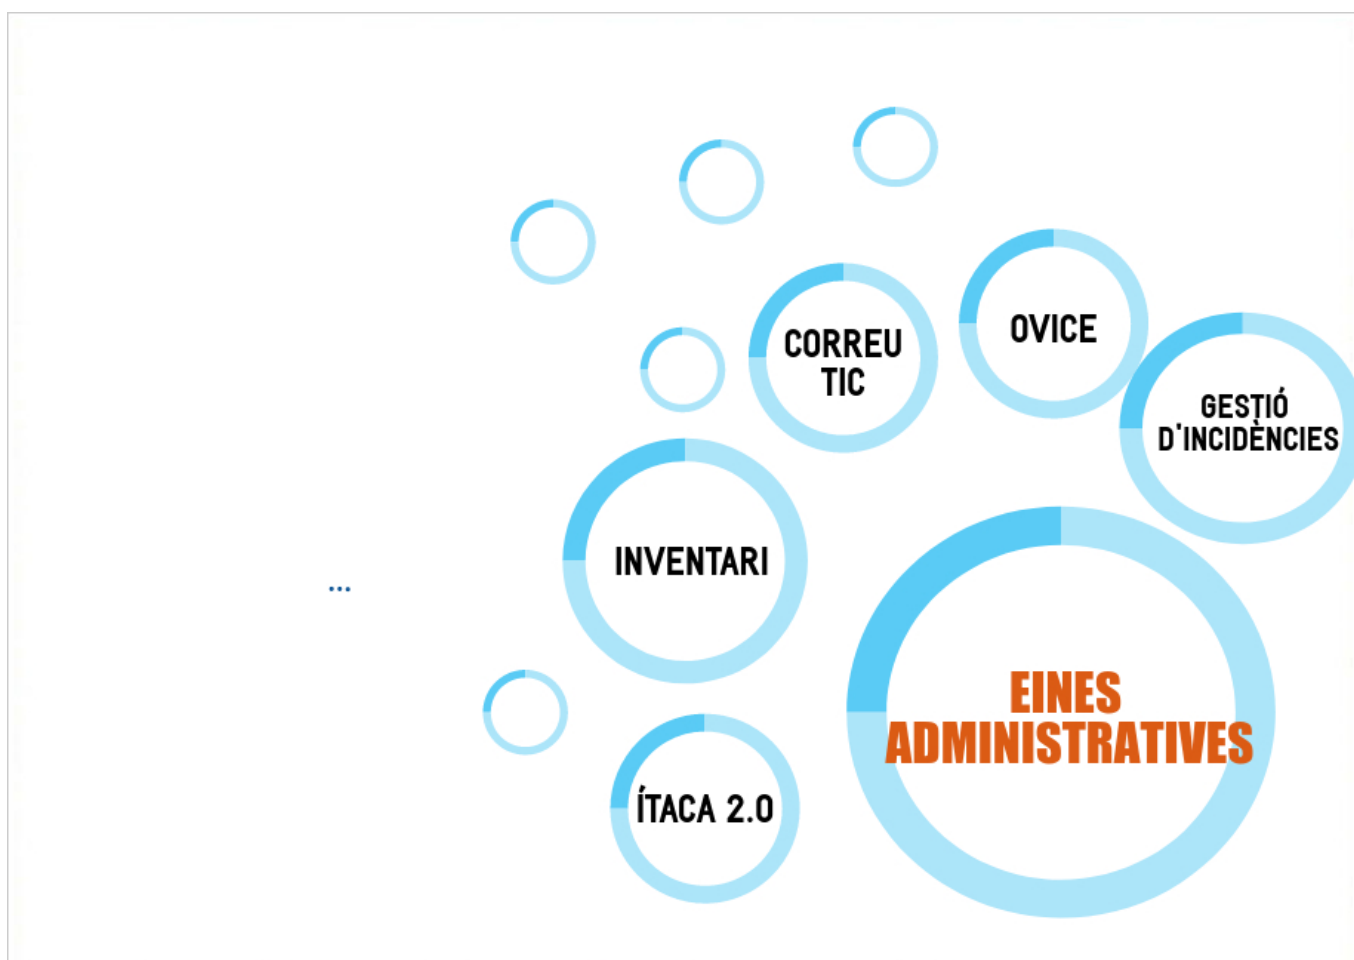 CORREU
TIC
OVICE
GESTIÓ
D'INCIDÈNCIES
INVENTARI
...
EINES
ADMINISTRATIVES
ÍTACA 2.0